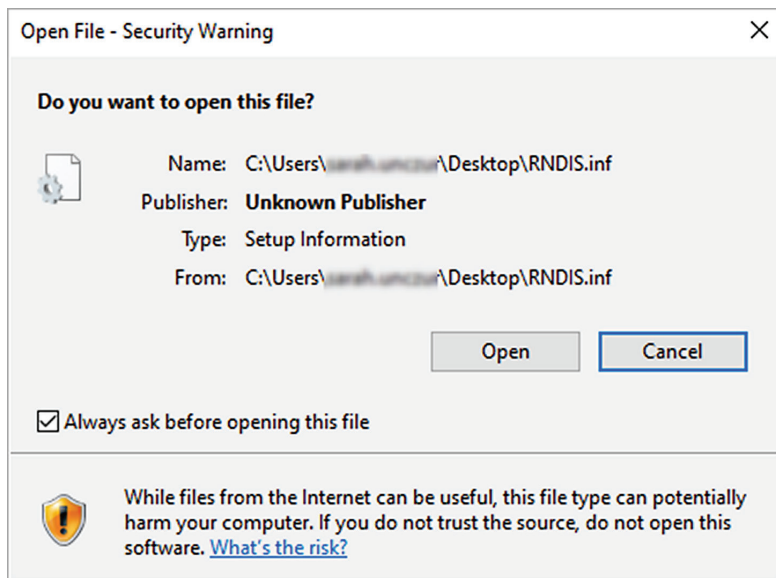 Open File - Security Warning
Do you want to open this file?
Name: C:\Users\ \Desktop\RNDIS.inf
Publisher: Unknown Publisher
Type: Setup Information
From: C:\Users\ \Desktop\RNDIS.inf
Open Cancel
Always ask before opening this file
While files from the Internet can be useful, this file type can potentially
harm your computer. If you do not trust the source, do not open this
software. What's the risk?